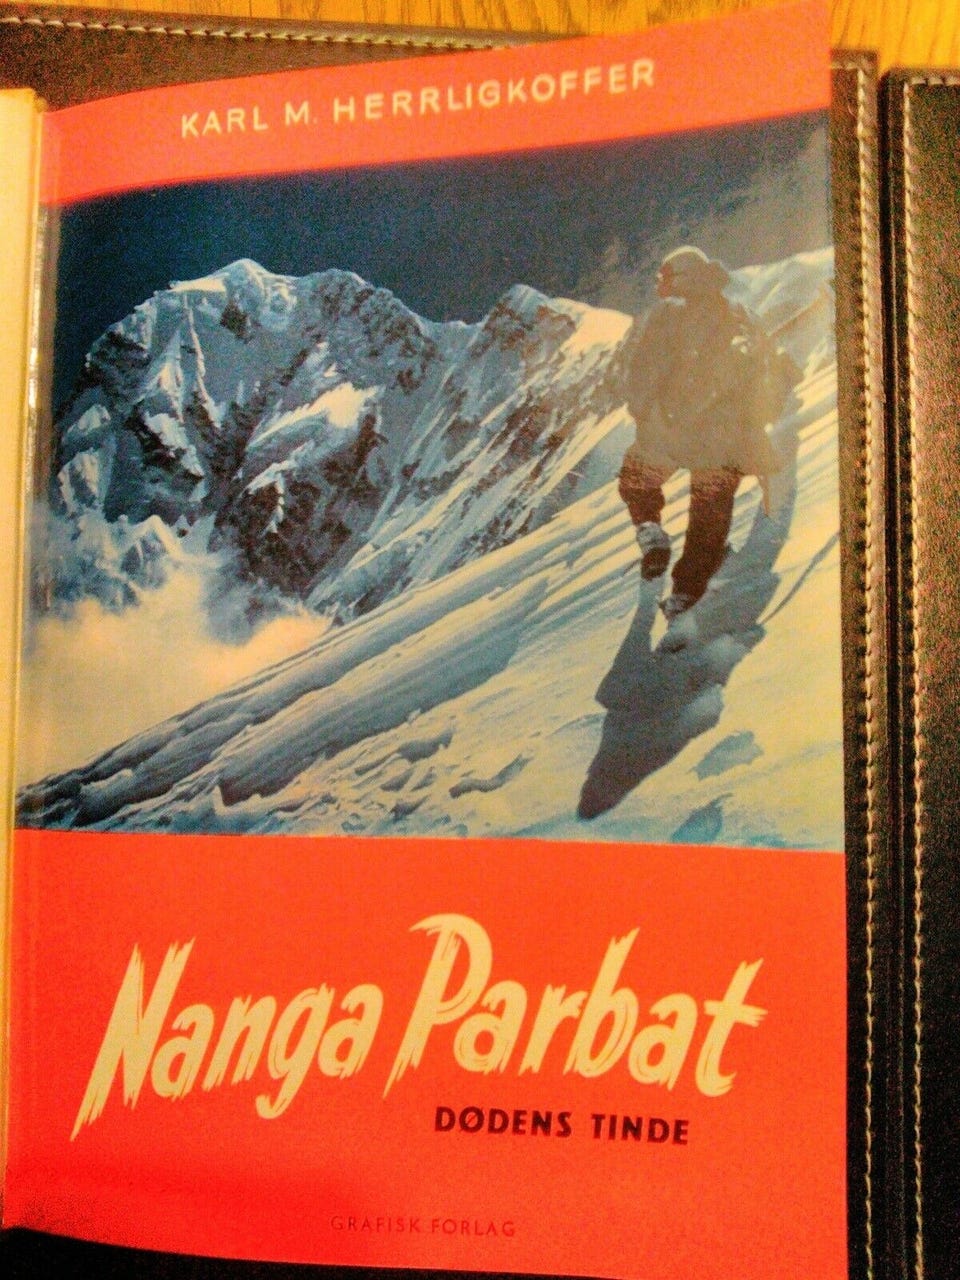 KARL M. HERRLIGKOFFER
Nanga Parbat
DØDENS TINDE
GRAFISK FORLAG